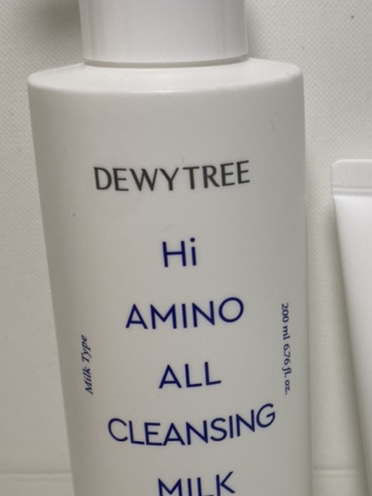 DEWYTREE
Hi
AMINO
ALL
CLEANSING
MILK
Milk Type
200 ml 6.76 fl. oz.